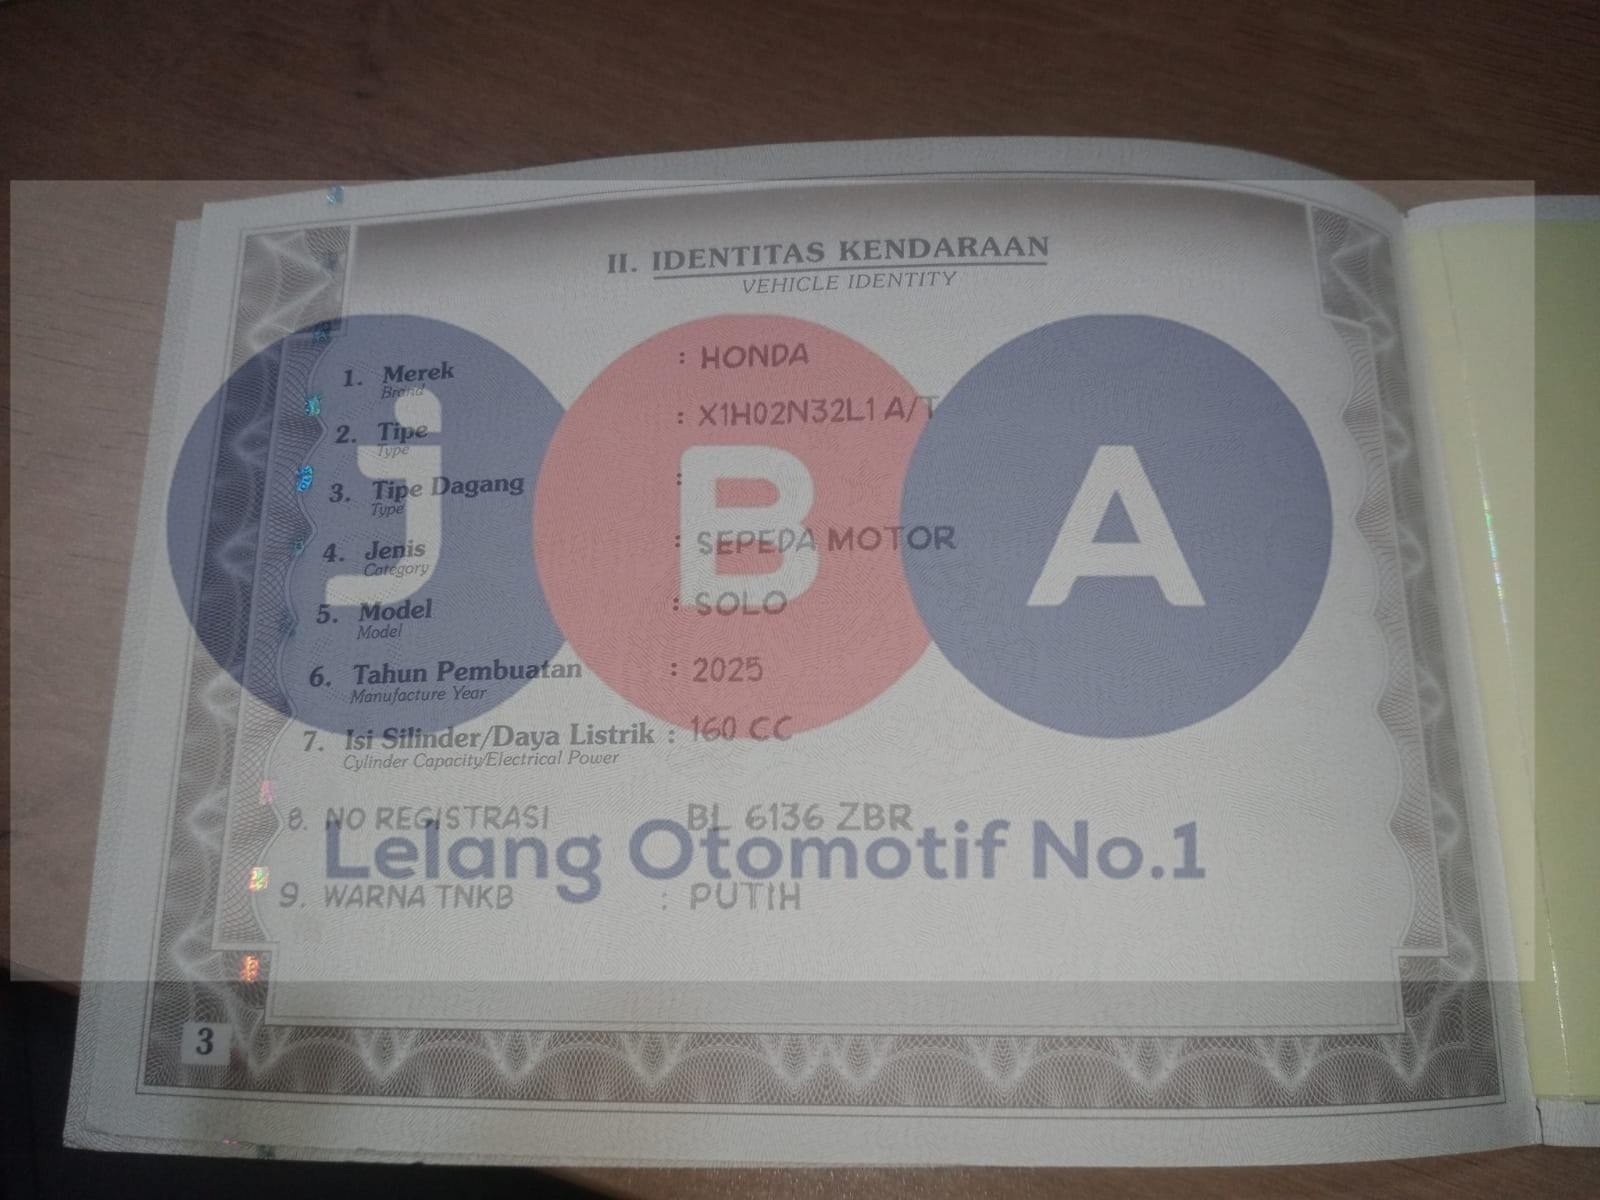 II. IDENTITAS KENDARAAN
VEHICLE IDENTITY
1. Merek : HONDA
Brand
2. Tipe : X1H02N32L1 A/T
Type
3. Tipe Dagang :
Type
4. Jenis : SEPEDA MOTOR
Category
5. Model : SOLO
Model
6. Tahun Pembuatan : 2025
Manufacture Year
7. Isi Silinder/Daya Listrik : 160 CC
Cylinder Capacity/Electrical Power
8. NO REGISTRASI BL 6136 ZBR
9. WARNA TNKB : PUTIH
3
jBA
Lelang Otomotif No.1